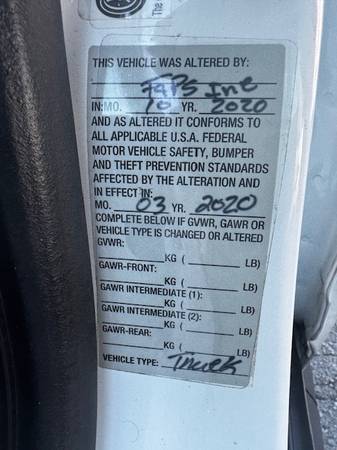 THIS VEHICLE WAS ALTERED BY:
FAPS Inc
IN: MO. 10 YR. 2020
AND AS ALTERED IT CONFORMS TO
ALL APPLICABLE U.S.A. FEDERAL
MOTOR VEHICLE SAFETY, BUMPER
AND THEFT PREVENTION STANDARDS
AFFECTED BY THE ALTERATION AND
IN EFFECT IN:
MO. 03 YR. 2020
COMPLETE BELOW IF GVWR, GAWR OR
VEHICLE TYPE IS CHANGED OR ALTERED
GVWR:
KG ( LB)
GAWR-FRONT:
KG ( LB)
GAWR INTERMEDIATE (1):
KG ( LB)
GAWR INTERMEDIATE (2):
KG ( LB)
GAWR-REAR:
KG ( LB)
VEHICLE TYPE: Truck